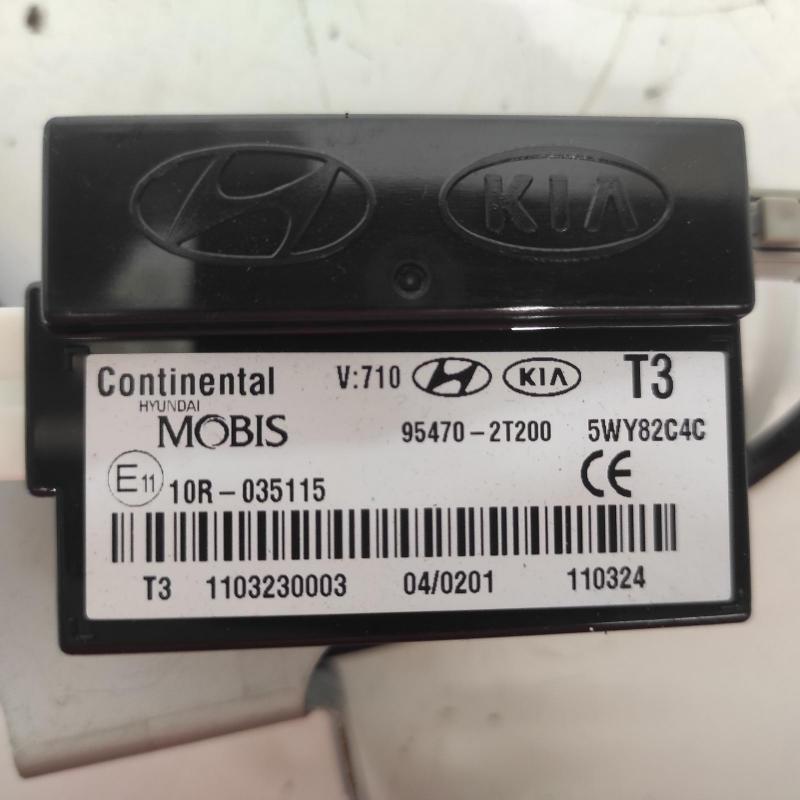 KIA
Continental V:710 KIA T3
HYUNDAI
MOBIS 95470-2T200 5WY82C4C
E11 10R-035115 CE
T3 1103230003 04/0201 110324